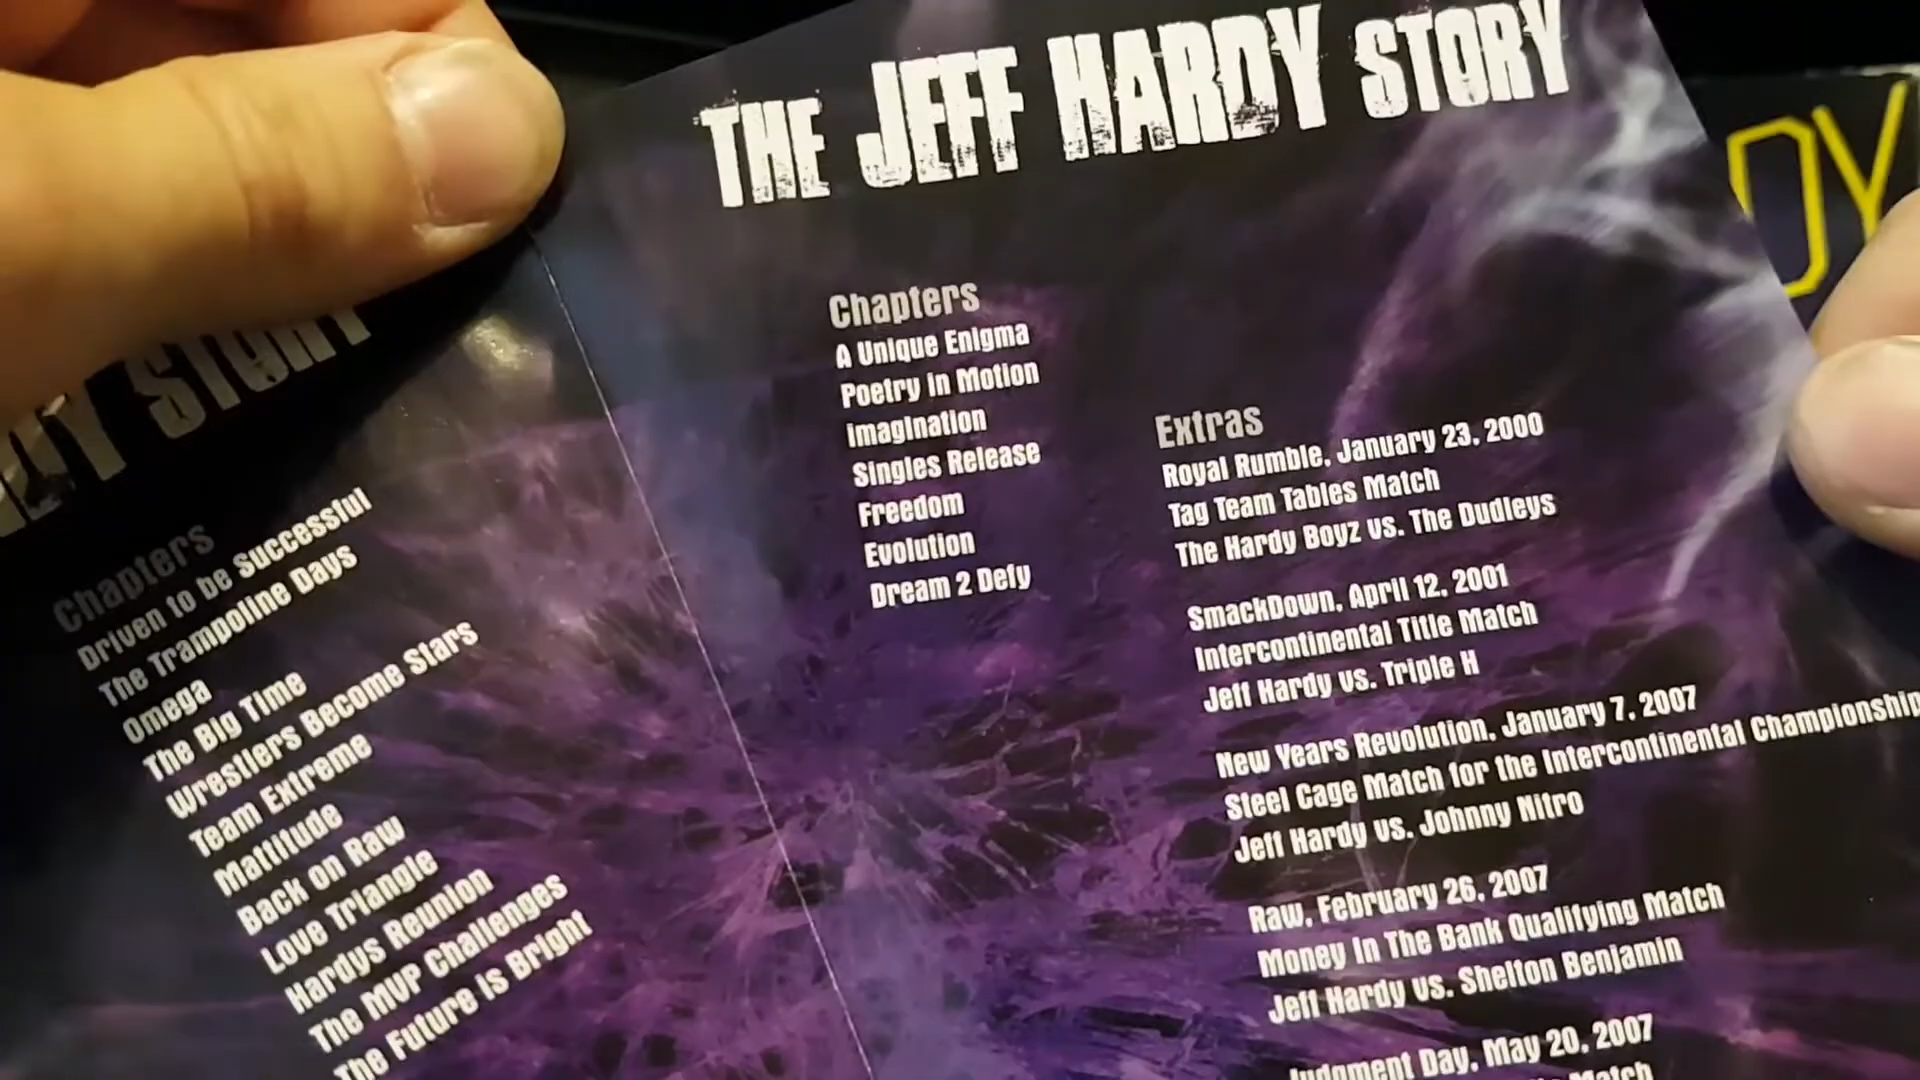 DY STORY
Chapters
Driven to be Successful
The Trampoline Days
Omega
The Big Time
Wrestlers Become Stars
Team Extreme
Mattitude
Back on Raw
Love Triangle
Hardys Reunion
The MVP Challenges
The Future is Bright
THE JEFF HARDY STORY
Chapters
A Unique Enigma
Poetry in Motion
Imagination
Singles Release
Freedom
Evolution
Dream 2 Defy
Extras
Royal Rumble, January 23, 2000
Tag Team Tables Match
The Hardy Boyz vs. The Dudleys
SmackDown, April 12, 2001
Intercontinental Title Match
Jeff Hardy vs. Triple H
New Years Revolution, January 7, 2007
Steel Cage Match for the Intercontinental Championship
Jeff Hardy vs. Johnny Nitro
Raw, February 26, 2007
Money In The Bank Qualifying Match
Jeff Hardy vs. Shelton Benjamin
Judgment Day, May 20, 2007
Match
DY